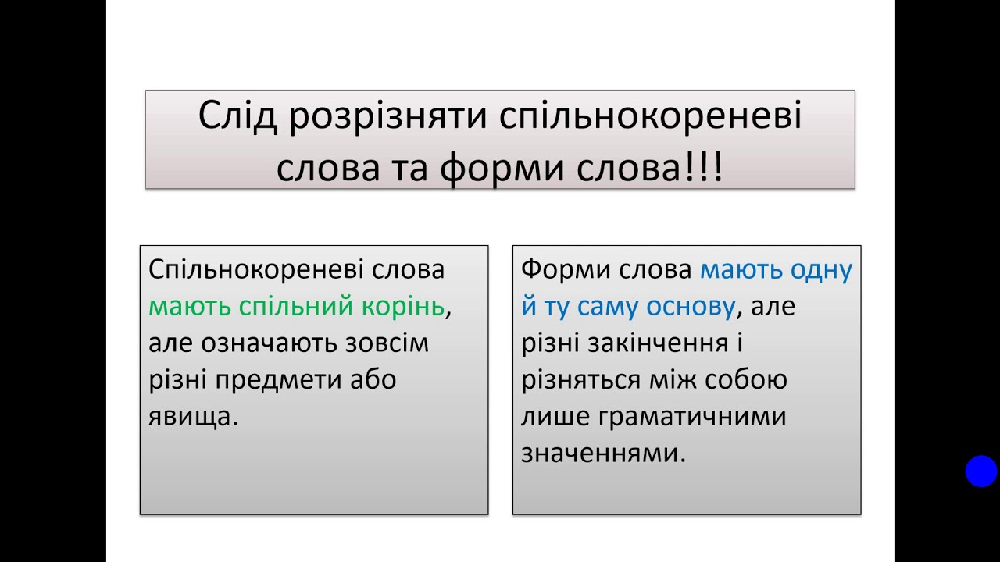 Слід розрізняти спільнокореневі
слова та форми слова!!!
Спільнокореневі слова
мають спільний корінь,
але означають зовсім
різні предмети або
явища.
Форми слова мають одну
й ту саму основу, але
різні закінчення і
різняться між собою
лише граматичними
значеннями.